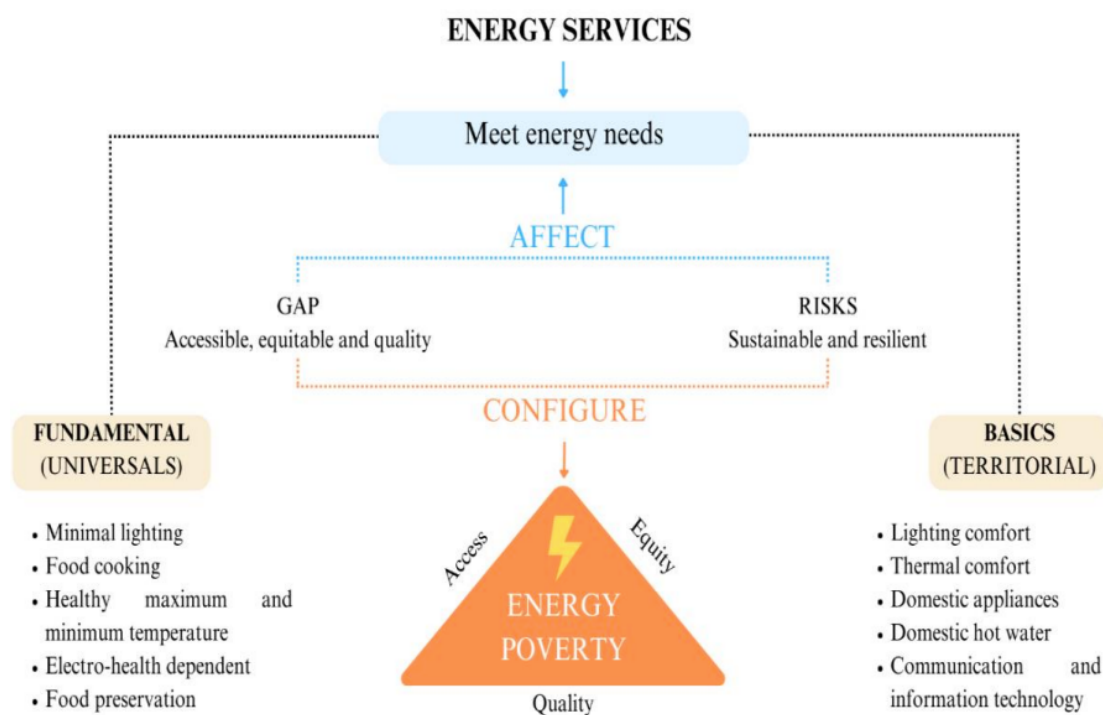 ENERGY SERVICES
Meet energy needs
AFFECT
GAP
Accessible, equitable and quality
RISKS
Sustainable and resilient
CONFIGURE
FUNDAMENTAL
(UNIVERSALS)
• Minimal lighting
• Food cooking
• Healthy maximum and
minimum temperature
• Electro-health dependent
• Food preservation
Access
Equity
ENERGY
POVERTY
Quality
BASICS
(TERRITORIAL)
• Lighting comfort
• Thermal comfort
• Domestic appliances
• Domestic hot water
• Communication and
information technology